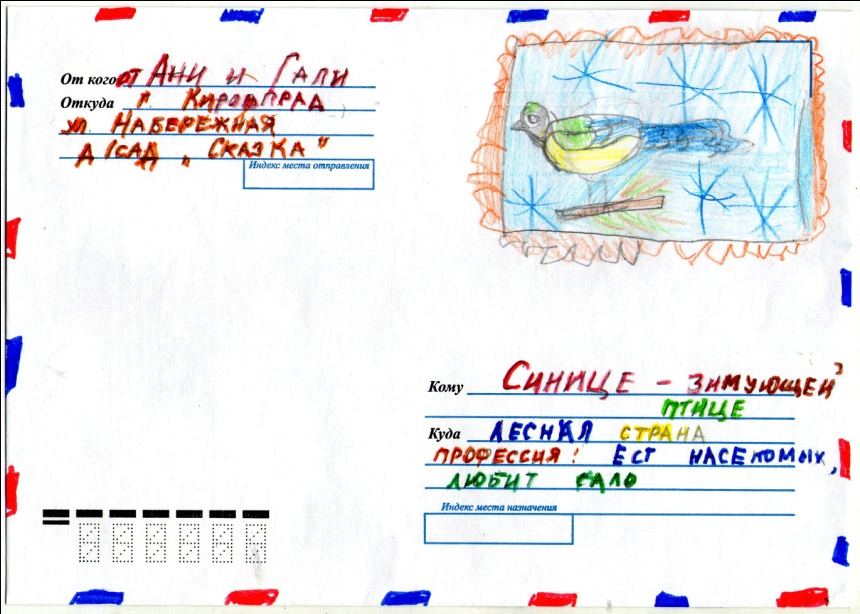 От кого от Ани и Гали
Откуда г. Кировград
ул. НАБЕРЕЖНАЯ
д/сад „ СКАЗКА "
Индекс места отправления
Кому СИНИЦЕ - ЗИМУЮЩЕЙ
ПТИЦЕ
Куда ЛЕСНАЯ СТРАНА
ПРОФЕССИЯ: ЕСТ НАСЕКОМЫХ,
ЛЮБИТ САЛО
Индекс места назначения